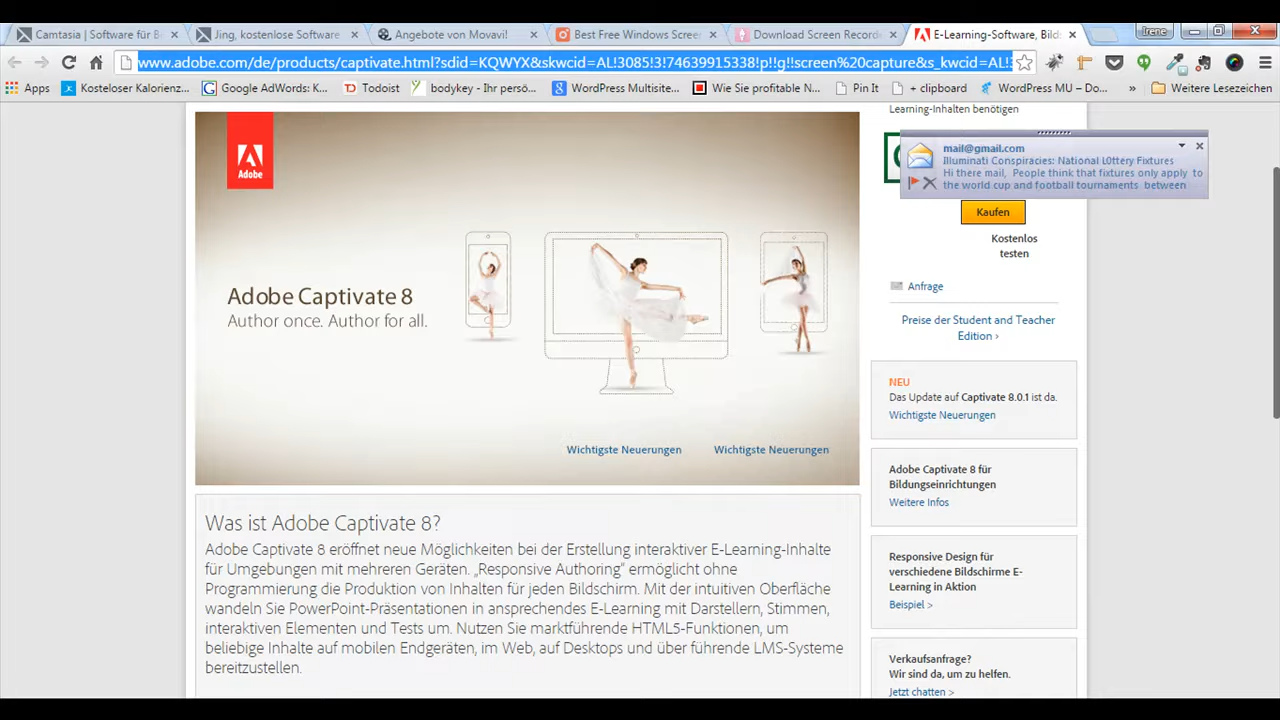 Camtasia | Software für B
Jing, kostenlose Software
Angebote von Movavi!
Best Free Windows Screen
Download Screen Recorde
E-Learning-Software, Bild
Irene
www.adobe.com/de/products/captivate.html?sdid=KQWYX&skwcid=AL!3085!3!74639915338!p!!g!!screen%20capture&s_kwcid=AL!3
Apps
Kostenloser Kalorienz...
Google AdWords: K...
Todoist
bodykey - Ihr persö...
WordPress Multisite...
Wie Sie profitable N...
Pin It
+ clipboard
WordPress MU – Do...
»
Weitere Lesezeichen
Learning-Inhalten benötigen
mail@gmail.com
Illuminati Conspiracies: National L0ttery Fixtures
Hi there mail, People think that fixtures only apply to
the world cup and football tournaments between
Kaufen
Kostenlos
testen
Anfrage
Preise der Student and Teacher
Edition ›
Adobe
Adobe Captivate 8
Author once. Author for all.
Wichtigste Neuerungen
Wichtigste Neuerungen
NEU
Das Update auf Captivate 8.0.1 ist da.
Wichtigste Neuerungen
Adobe Captivate 8 für
Bildungseinrichtungen
Weitere Infos
Responsive Design für
verschiedene Bildschirme E-
Learning in Aktion
Beispiel >
Verkaufsanfrage?
Wir sind da, um zu helfen.
Jetzt chatten >
Was ist Adobe Captivate 8?
Adobe Captivate 8 eröffnet neue Möglichkeiten bei der Erstellung interaktiver E-Learning-Inhalte
für Umgebungen mit mehreren Geräten. „Responsive Authoring“ ermöglicht ohne
Programmierung die Produktion von Inhalten für jeden Bildschirm. Mit der intuitiven Oberfläche
wandeln Sie PowerPoint-Präsentationen in ansprechendes E-Learning mit Darstellern, Stimmen,
interaktiven Elementen und Tests um. Nutzen Sie marktführende HTML5-Funktionen, um
beliebige Inhalte auf mobilen Endgeräten, im Web, auf Desktops und über führende LMS-Systeme
bereitzustellen.